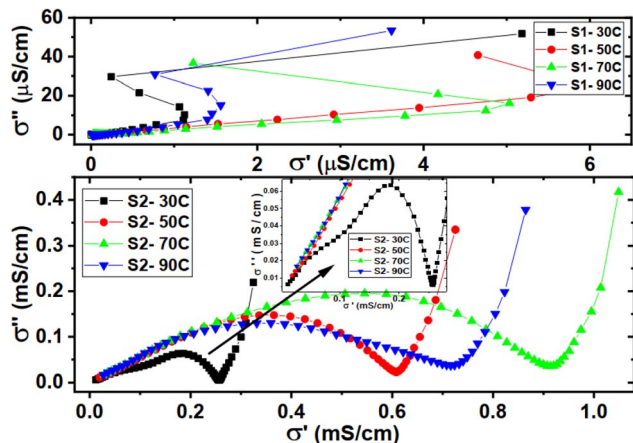 σ'' (μS/cm)
60
40
20
0
S1- 30C
S1- 50C
S1- 70C
S1- 90C
0 2 4 6
σ' (μS/cm)
σ'' (mS/cm)
0.4
0.3
0.2
0.1
0.0
S2- 30C
S2- 50C
S2- 70C
S2- 90C
σ'' (mS/cm)
0.06
0.05
0.04
0.03
0.02
0.01
S2- 30C
S2- 50C
S2- 70C
S2- 90C
0.1 0.2
σ' (mS/cm)
0.0 0.2 0.4 0.6 0.8 1.0
σ' (mS/cm)